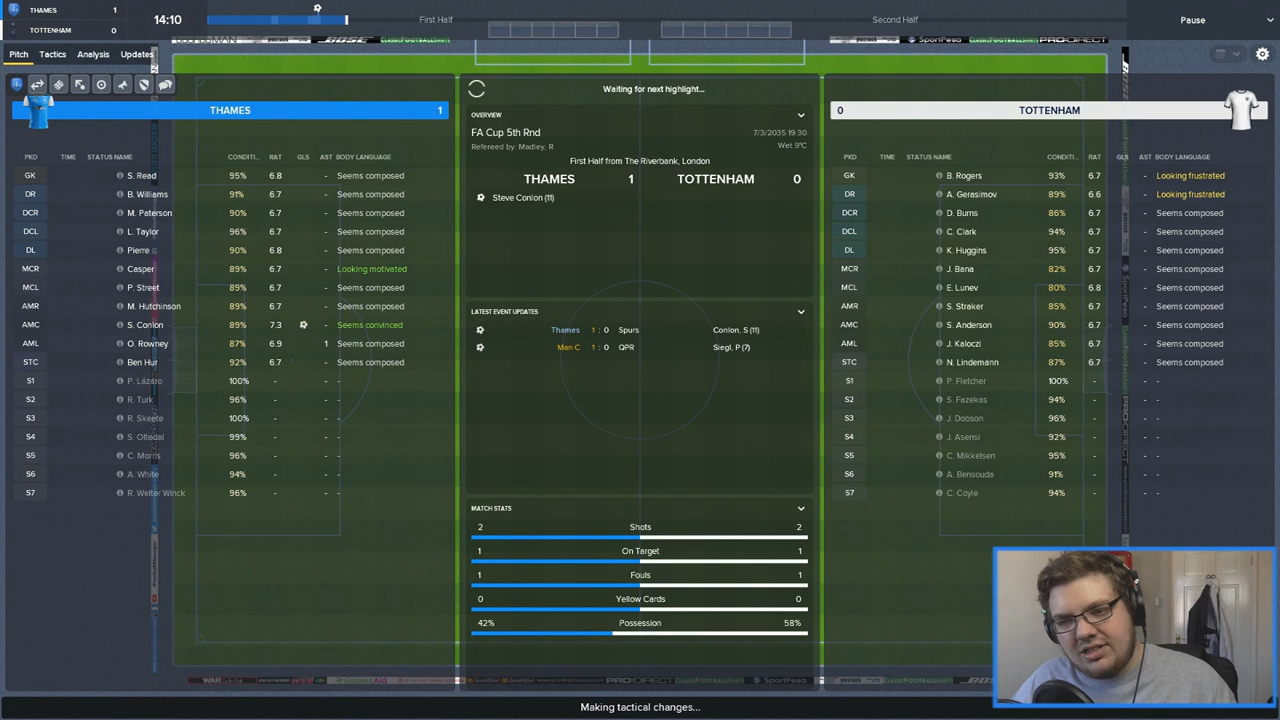 THAMES 1
TOTTENHAM 0
14:10
First Half
Second Half
Pause
BOSE CLASSICFOOTBALLSHIRTS
SportPesa PRO:DIRECT
Pitch Tactics Analysis Updates
THAMES 1
Waiting for next highlight...
0 TOTTENHAM
OVERVIEW
FA Cup 5th Rnd 7/3/2035 19:30
Refereed by: Madley, R Wet 9°C
First Half from The Riverbank, London
THAMES 1 TOTTENHAM 0
Steve Conlon (11)
PKD TIME STATUS NAME CONDITI... RAT GLS AST BODY LANGUAGE
GK S. Read 95% 6.8 - Seems composed
DR B. Williams 91% 6.7 - Seems composed
DCR M. Paterson 90% 6.7 - Seems composed
DCL L. Taylor 96% 6.7 - Seems composed
DL Pierre 90% 6.8 - Seems composed
MCR Casper 89% 6.7 - Looking motivated
MCL P. Street 89% 6.7 - Seems composed
AMR M. Hutchinson 89% 6.7 - Seems composed
AMC S. Conlon 89% 7.3 - Seems convinced
AML O. Rowney 87% 6.9 1 Seems composed
STC Ben Hur 92% 6.7 - Seems composed
S1 P. Lazaro 100% - - -
S2 R. Turk 96% - - -
S3 R. Skeete 100% - - -
S4 S. Oltedal 99% - - -
S5 C. Morris 96% - - -
S6 A. White 94% - - -
S7 R. Welter Winck 96% - - -
LATEST EVENT UPDATES
Thames 1 : 0 Spurs Conlon, S (11)
Man C 1 : 0 QPR Siegl, P (7)
MATCH STATS
2 Shots 2
1 On Target 1
1 Fouls 1
0 Yellow Cards 0
42% Possession 58%
PKD TIME STATUS NAME CONDITI... RAT GLS AST BODY LANGUAGE
GK B. Rogers 93% 6.7 - Looking frustrated
DR A. Gerasimov 89% 6.6 - Looking frustrated
DCR D. Burns 86% 6.7 - Seems composed
DCL C. Clark 94% 6.7 - Seems composed
DL K. Huggins 95% 6.7 - Seems composed
MCR J. Bana 82% 6.7 - Seems composed
MCL E. Lunev 80% 6.8 - Seems composed
AMR S. Straker 85% 6.7 - Seems composed
AMC S. Anderson 90% 6.7 - Seems composed
AML J. Kaloczi 85% 6.7 - Seems composed
STC N. Lindemann 87% 6.7 - Seems composed
S1 P. Fletcher 100% - - -
S2 S. Fazekas 94% - - -
S3 J. Dobson 96% - - -
S4 J. Asensi 92% - - -
S5 C. Mikkelsen 95% - - -
S6 A. Bensouda 91% - - -
S7 C. Coyle 94% - - -
GamesAid PRO:DIRECT CLASSICFOOTBALLSHIRTS SportPesa
Making tactical changes...